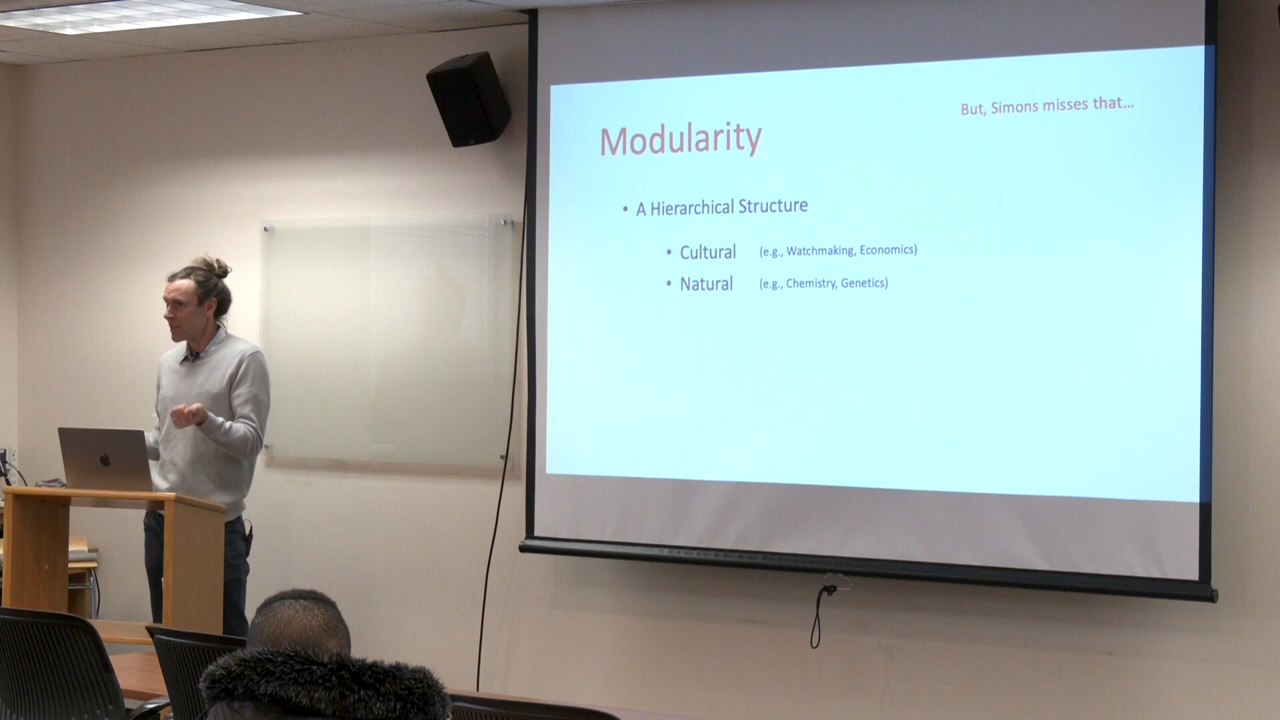 But, Simons misses that...
Modularity
• A Hierarchical Structure
• Cultural (e.g., Watchmaking, Economics)
• Natural (e.g., Chemistry, Genetics)